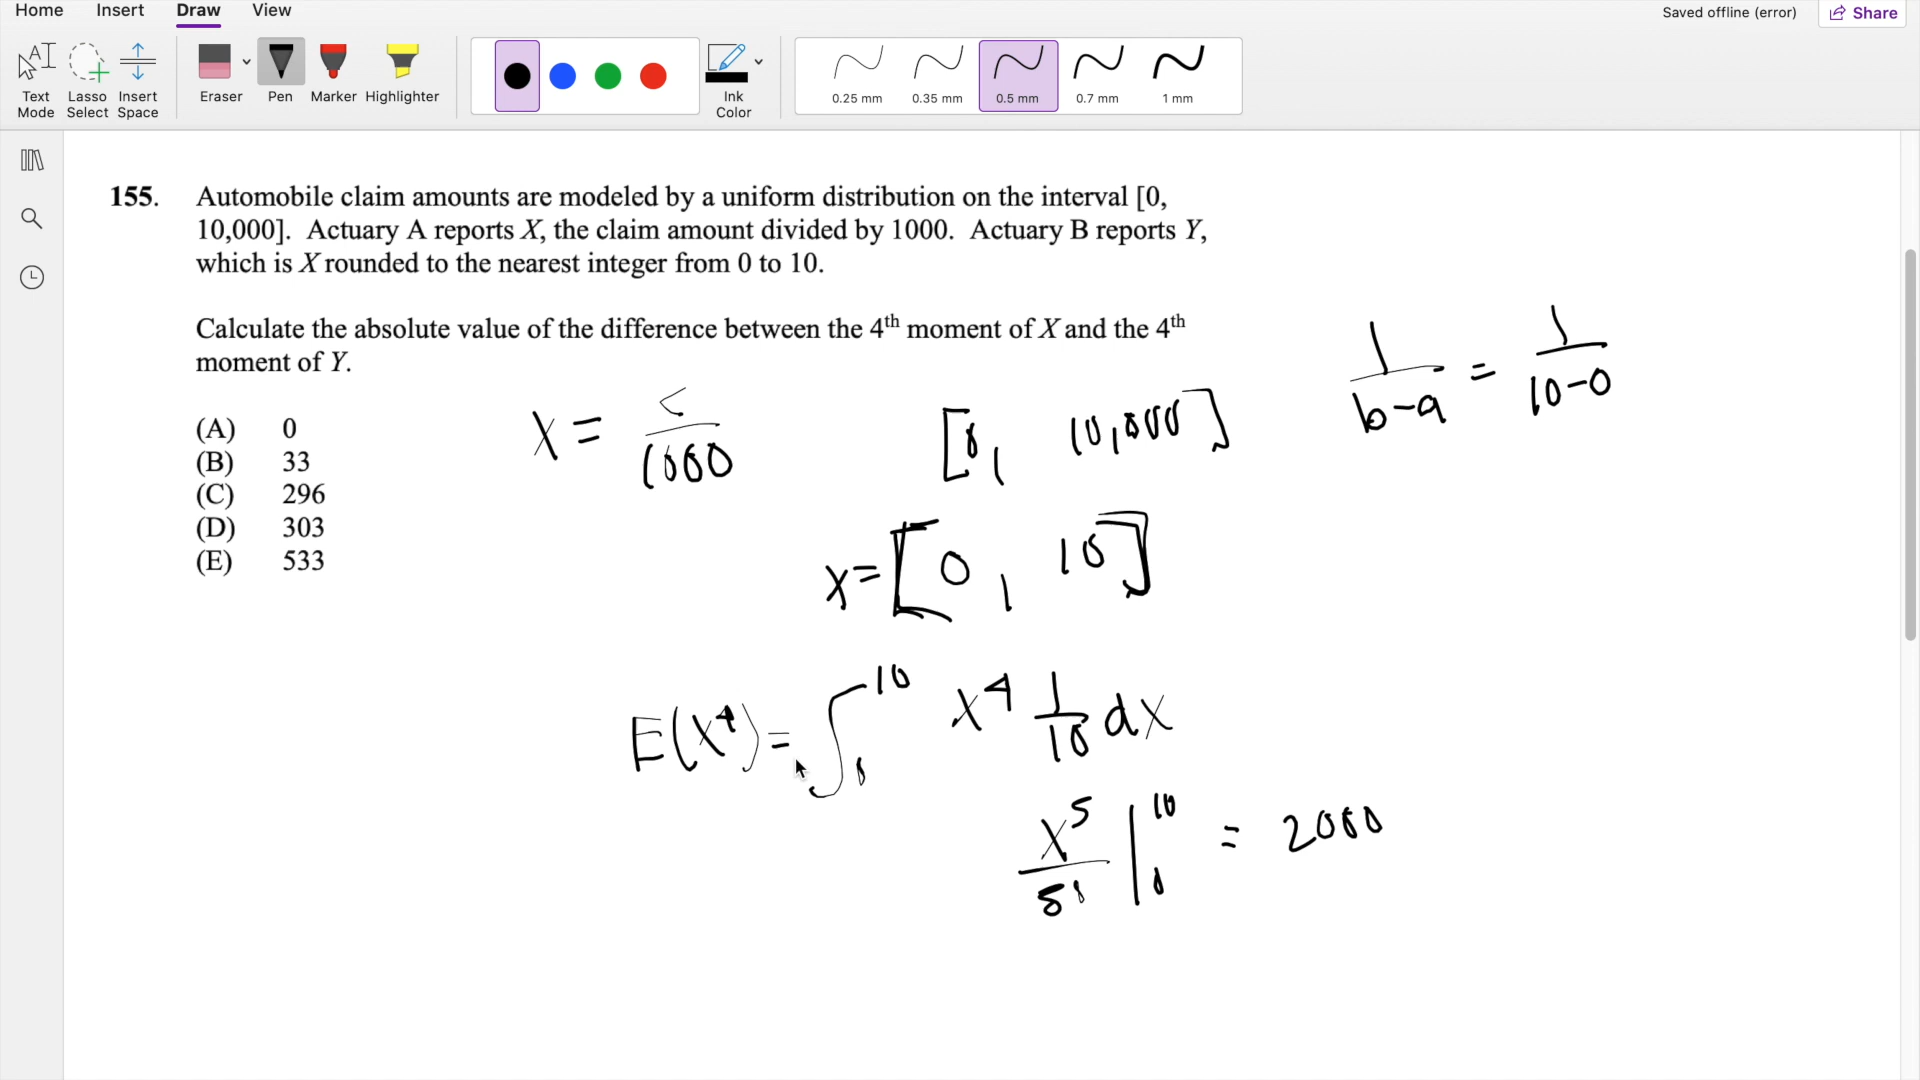 Home Insert Draw View
Saved offline (error) Share
Text Mode
Lasso Select
Insert Space
Eraser
Pen
Marker
Highlighter
Ink Color
0.25 mm
0.35 mm
0.5 mm
0.7 mm
1 mm
155. Automobile claim amounts are modeled by a uniform distribution on the interval [0,
10,000]. Actuary A reports X, the claim amount divided by 1000. Actuary B reports Y,
which is X rounded to the nearest integer from 0 to 10.
Calculate the absolute value of the difference between the 4th moment of X and the 4th
moment of Y.
(A) 0
(B) 33
(C) 296
(D) 303
(E) 533
1/(b-a) = 1/(10-0)
X = c/1000
[0, 10,000]
x=[0, 10]
E(X^4)= ∫_0^10 x^4 1/10 dx
x^5/50 |_0^10 = 2000